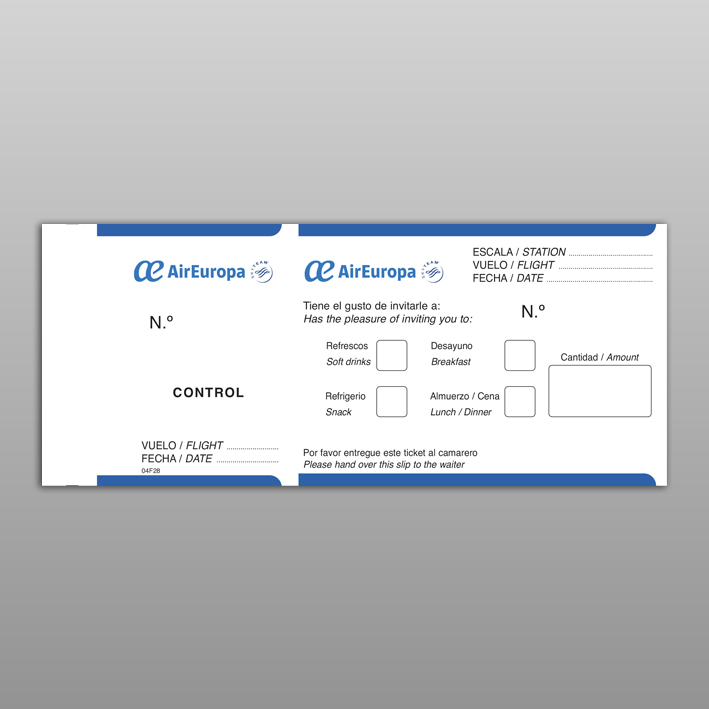 AirEuropa
SKYTEAM
N.º
CONTROL
VUELO / FLIGHT
FECHA / DATE
04F28
AirEuropa
SKYTEAM
ESCALA / STATION
VUELO / FLIGHT
FECHA / DATE
Tiene el gusto de invitarle a:
Has the pleasure of inviting you to:
N.º
Refrescos
Soft drinks
Desayuno
Breakfast
Cantidad / Amount
Refrigerio
Snack
Almuerzo / Cena
Lunch / Dinner
Por favor entregue este ticket al camarero
Please hand over this slip to the waiter